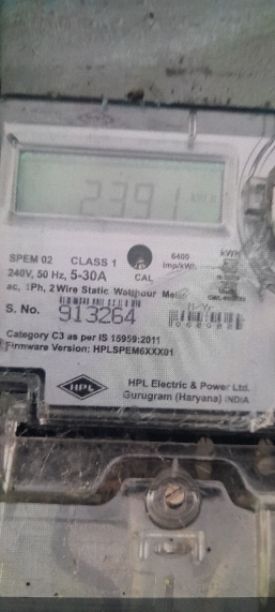 2391
kWh
SPEM 02 CLASS 1 6400
imp/kWh
240V, 50 Hz, 5-30A CAL
ac, 1Ph, 2 Wire Static Watthour Meter
S. No. 913264
Category C3 as per IS 15959:2011
Firmware Version: HPLSPEM6XXX01
HPL
HPL Electric & Power Ltd.
Gurugram (Haryana) INDIA